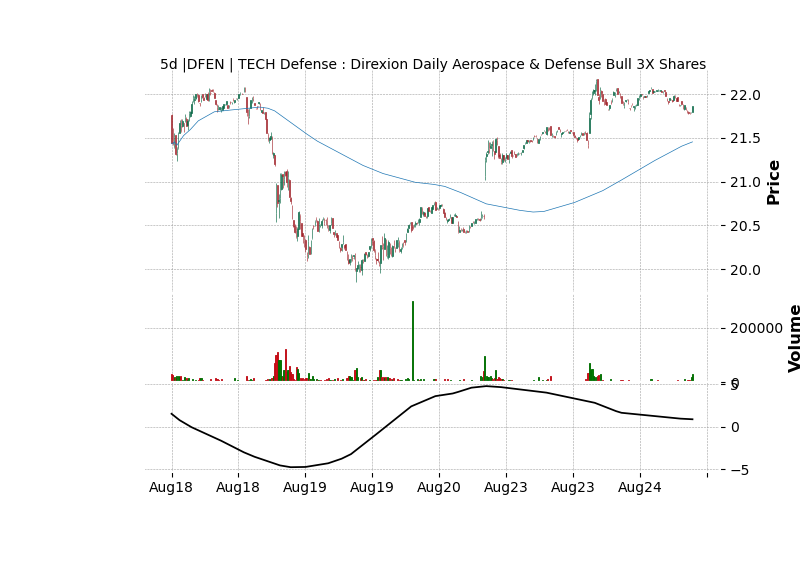 5d |DFEN | TECH Defense : Direxion Daily Aerospace & Defense Bull 3X Shares
22.0
21.5
21.0
20.5
20.0
Price
200000
0
Volume
5
0
−5
Aug18 Aug18 Aug19 Aug19 Aug20 Aug23 Aug23 Aug24